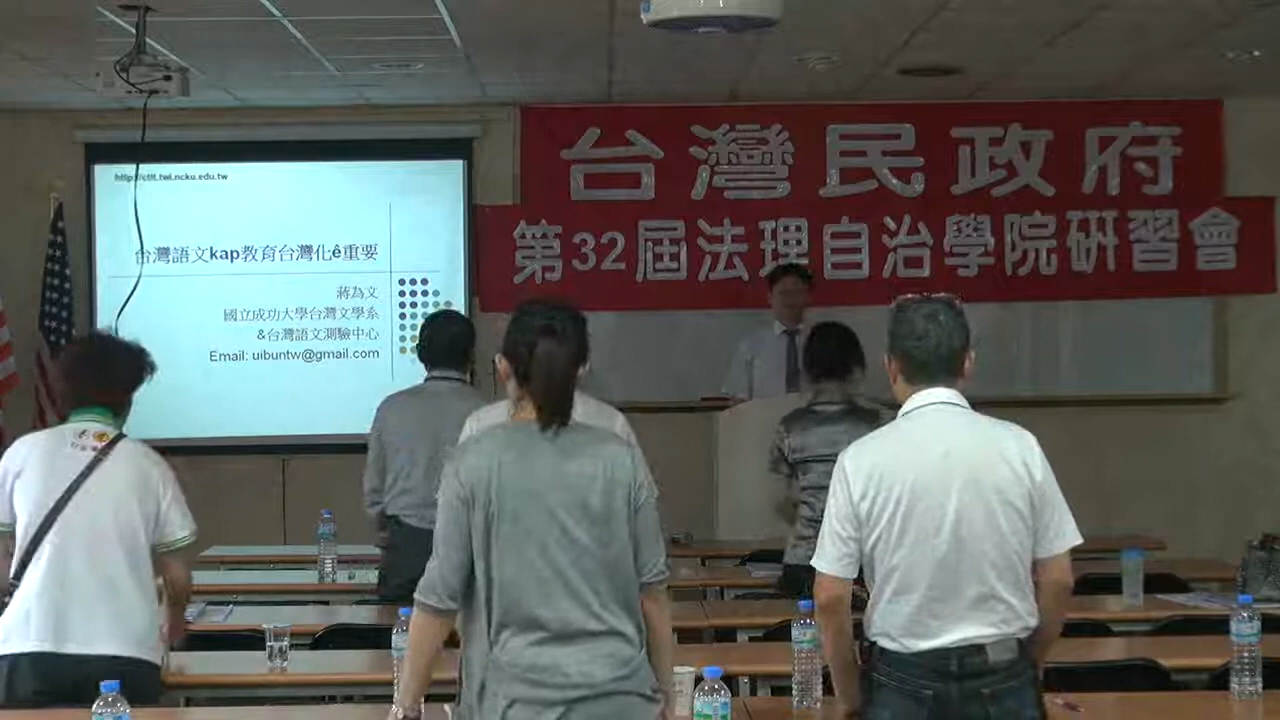 http://ctlt.twl.ncku.edu.tw
台灣語文kap教育台灣化ê重要
蔣為文
國立成功大學台灣文學系
&台灣語文測驗中心
Email: uibuntw@gmail.com
台灣民政府
第32屆法理自治學院研習會